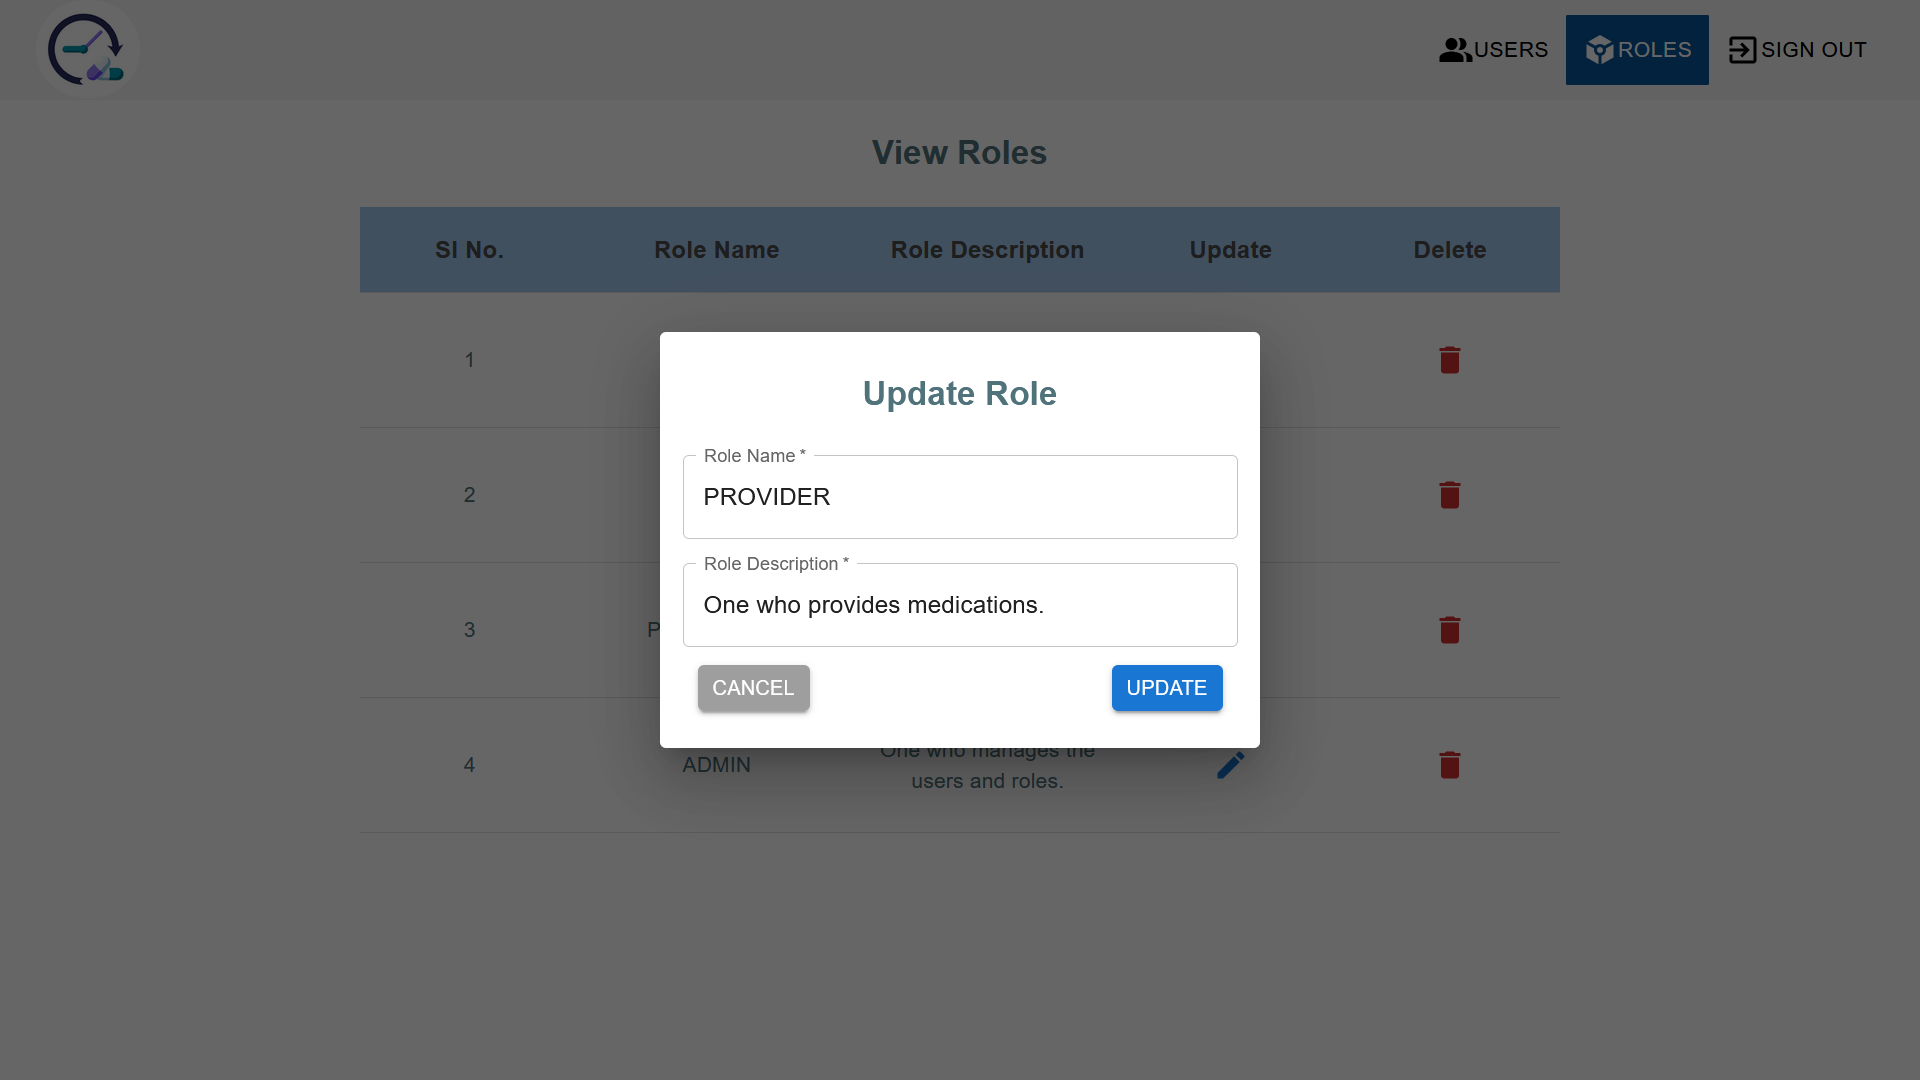 USERS
ROLES
SIGN OUT
View Roles
Sl No.
Role Name
Role Description
Update
Delete
1
2
3
P
4
ADMIN
One who manages the
users and roles.
Update Role
Role Name *
PROVIDER
Role Description *
One who provides medications.
CANCEL
UPDATE